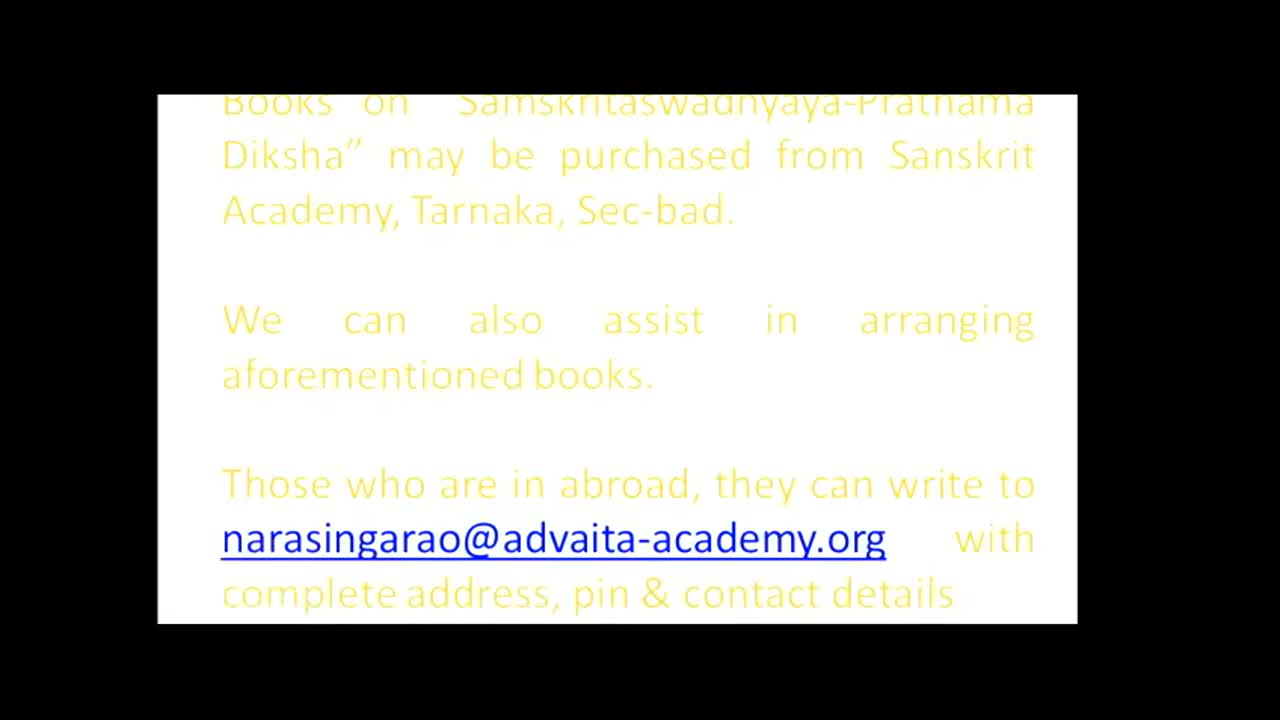 Books on "Samskritaswadhyaya-Prathama
Diksha” may be purchased from Sanskrit
Academy, Tarnaka, Sec-bad.
We can also assist in arranging
aforementioned books.
Those who are in abroad, they can write to
narasingarao@advaita-academy.org with
complete address, pin & contact details